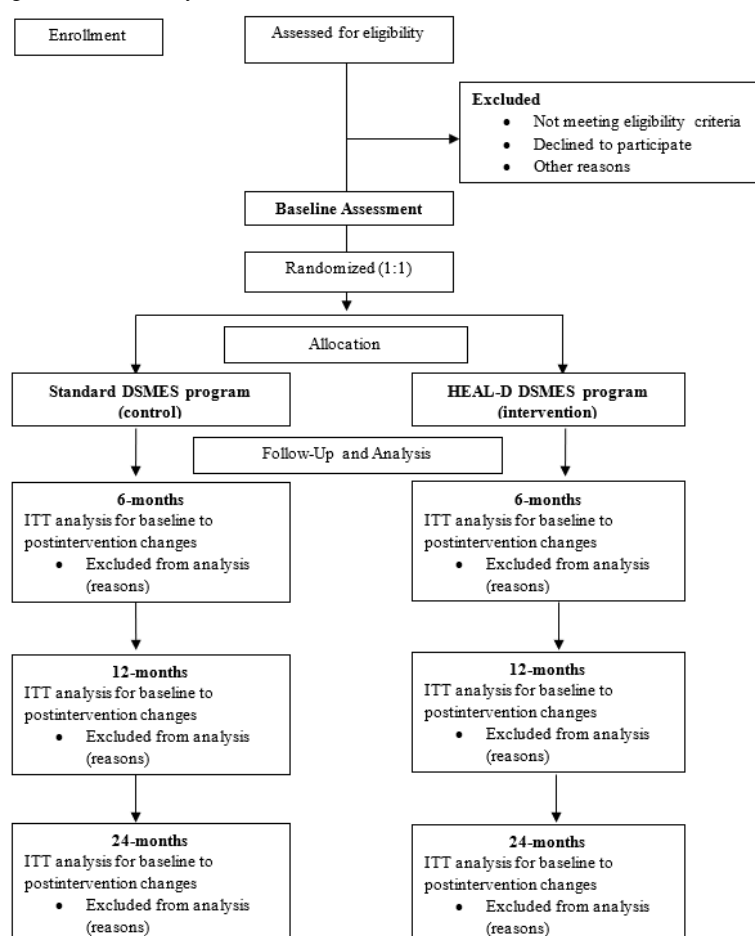 Enrollment
Assessed for eligibility
Excluded
• Not meeting eligibility criteria
• Declined to participate
• Other reasons
Baseline Assessment
Randomized (1:1)
Allocation
Standard DSMES program
(control)
HEAL-D DSMES program
(intervention)
Follow-Up and Analysis
6-months
ITT analysis for baseline to
postintervention changes
• Excluded from analysis
(reasons)
6-months
ITT analysis for baseline to
postintervention changes
• Excluded from analysis
(reasons)
12-months
ITT analysis for baseline to
postintervention changes
• Excluded from analysis
(reasons)
12-months
ITT analysis for baseline to
postintervention changes
• Excluded from analysis
(reasons)
24-months
ITT analysis for baseline to
postintervention changes
• Excluded from analysis
(reasons)
24-months
ITT analysis for baseline to
postintervention changes
• Excluded from analysis
(reasons)